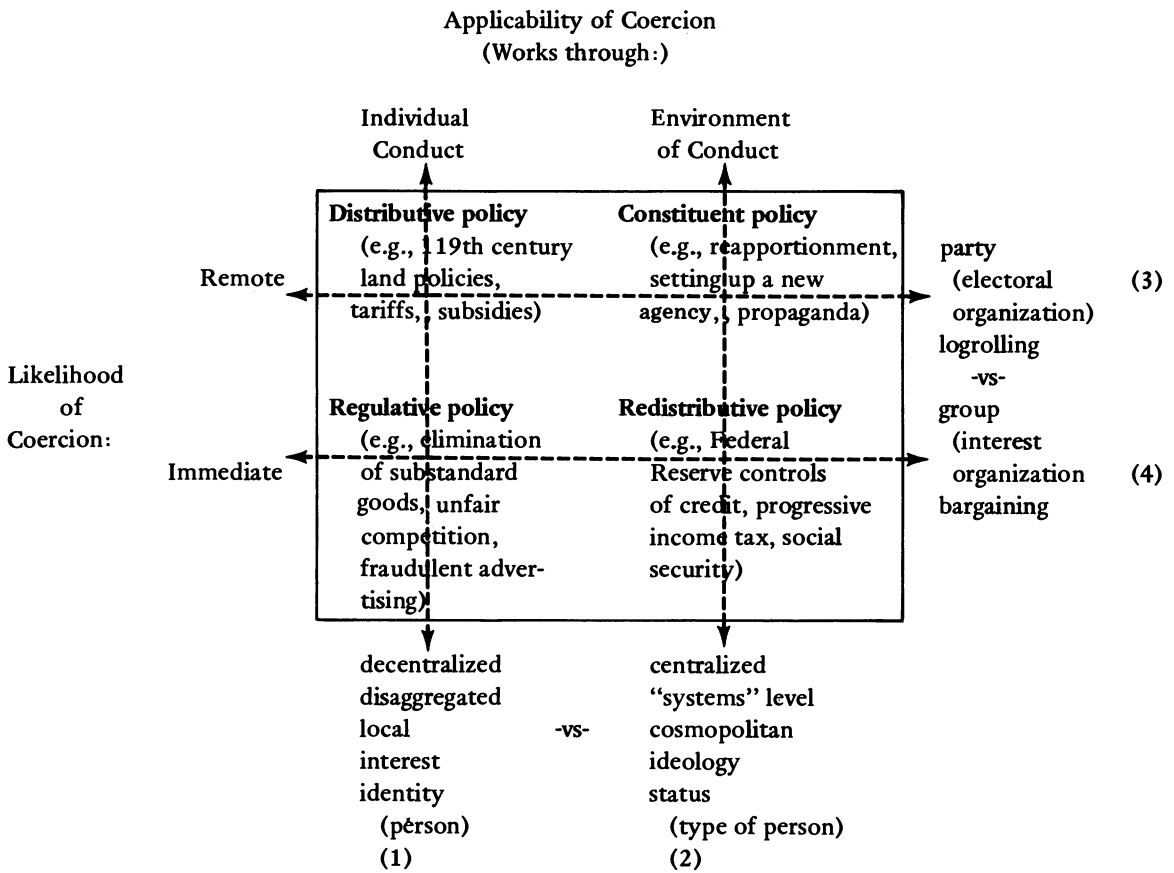 Applicability of Coercion
(Works through:)
Individual
Conduct
Environment
of Conduct
Distributive policy
(e.g., 119th century
land policies,
tariffs, , subsidies)
Constituent policy
(e.g., reapportionment,
setting up a new
agency, , propaganda)
Remote
party
(electoral
organization)
logrolling
-vs-
group
(interest
organization
bargaining
(3)
(4)
Likelihood
of
Coercion:
Immediate
Regulative policy
(e.g., elimination
of substandard
goods, unfair
competition,
fraudulent adver-
tising)
Redistributive policy
(e.g., Federal
Reserve controls
of credit, progressive
income tax, social
security)
decentralized
disaggregated
local
interest
identity
(person)
(1)
-vs-
centralized
“systems” level
cosmopolitan
ideology
status
(type of person)
(2)